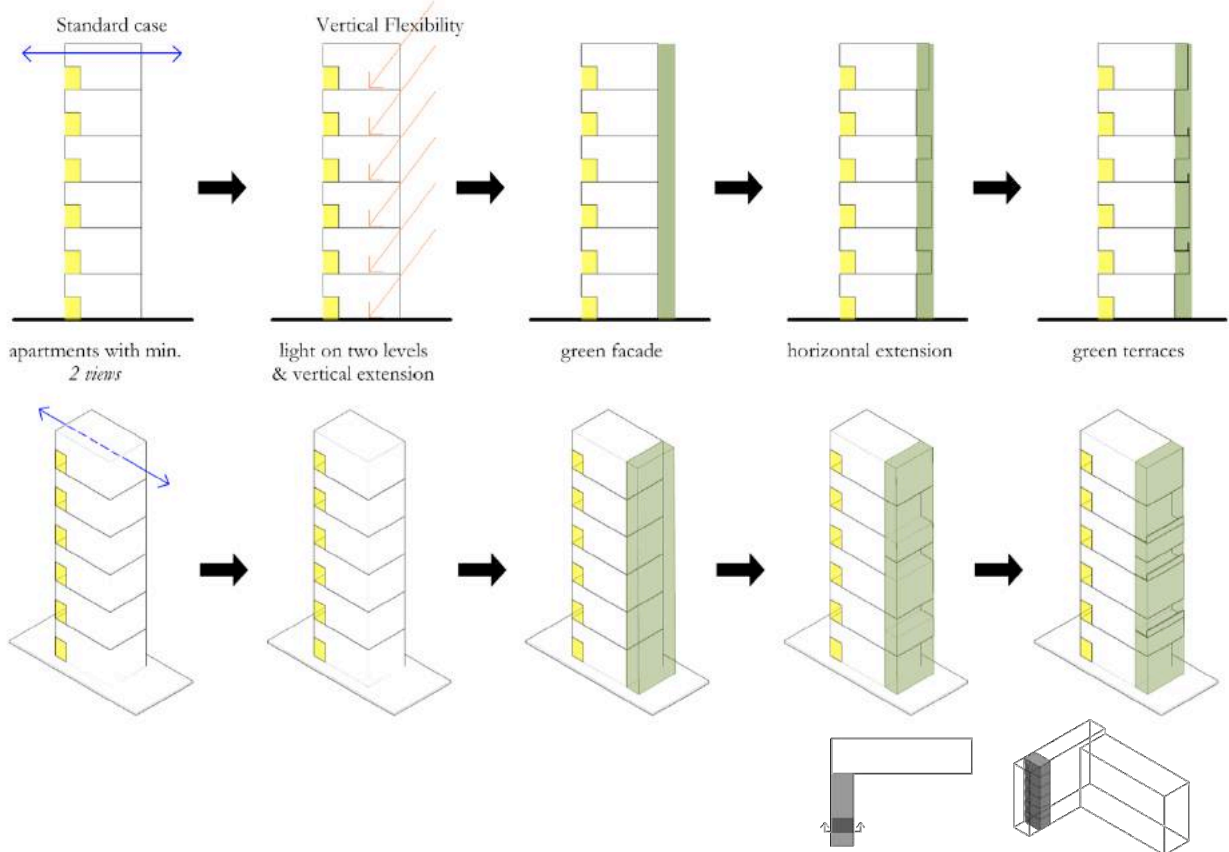 Standard case
Vertical Flexibility
apartments with min.
2 views
light on two levels
& vertical extension
green facade
horizontal extension
green terraces